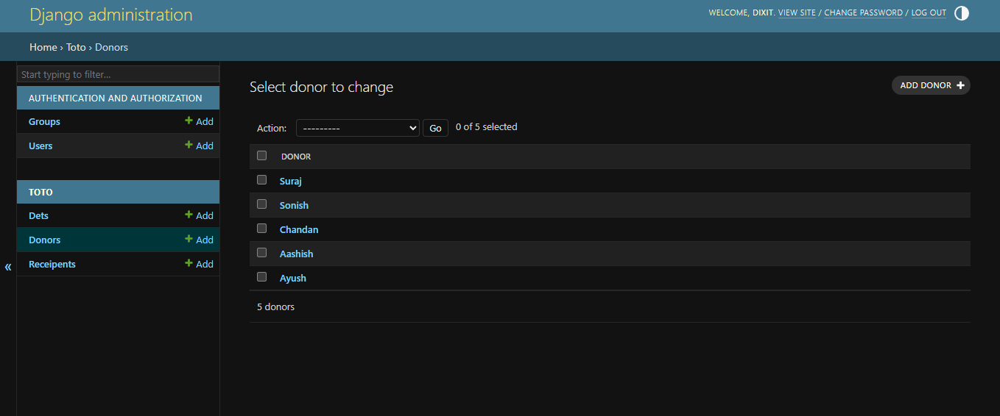 Django administration
WELCOME, DIXIT. VIEW SITE / CHANGE PASSWORD / LOG OUT
Home › Toto › Donors
Start typing to filter...
AUTHENTICATION AND AUTHORIZATION
Groups + Add
Users + Add
TOTO
Dets + Add
Donors + Add
Receipents + Add
«
Select donor to change
ADD DONOR +
Action: --------- Go 0 of 5 selected
DONOR
Suraj
Sonish
Chandan
Aashish
Ayush
5 donors